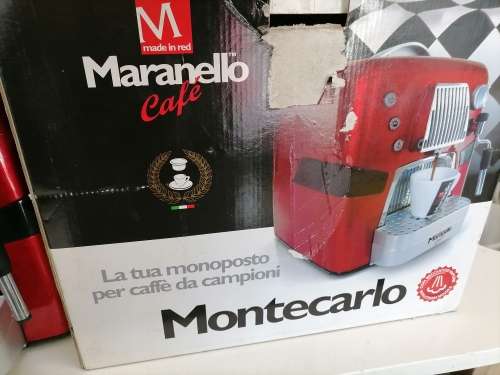 M
made in red
Maranello
Café
La tua monoposto
per caffè da campioni
Montecarlo